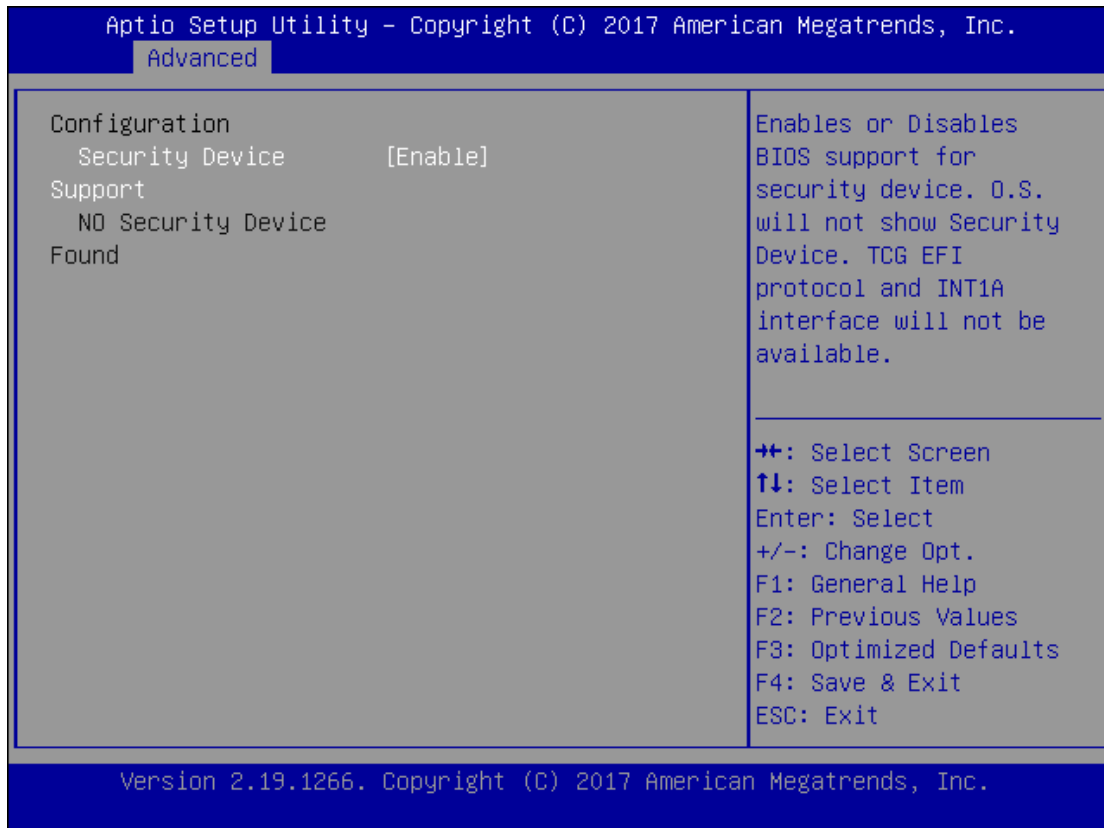 Aptio Setup Utility – Copyright (C) 2017 American Megatrends, Inc.
Advanced
Configuration
Security Device [Enable]
Support
NO Security Device
Found
Enables or Disables
BIOS support for
security device. O.S.
will not show Security
Device. TCG EFI
protocol and INT1A
interface will not be
available.
→←: Select Screen
↑↓: Select Item
Enter: Select
+/-: Change Opt.
F1: General Help
F2: Previous Values
F3: Optimized Defaults
F4: Save & Exit
ESC: Exit
Version 2.19.1266. Copyright (C) 2017 American Megatrends, Inc.